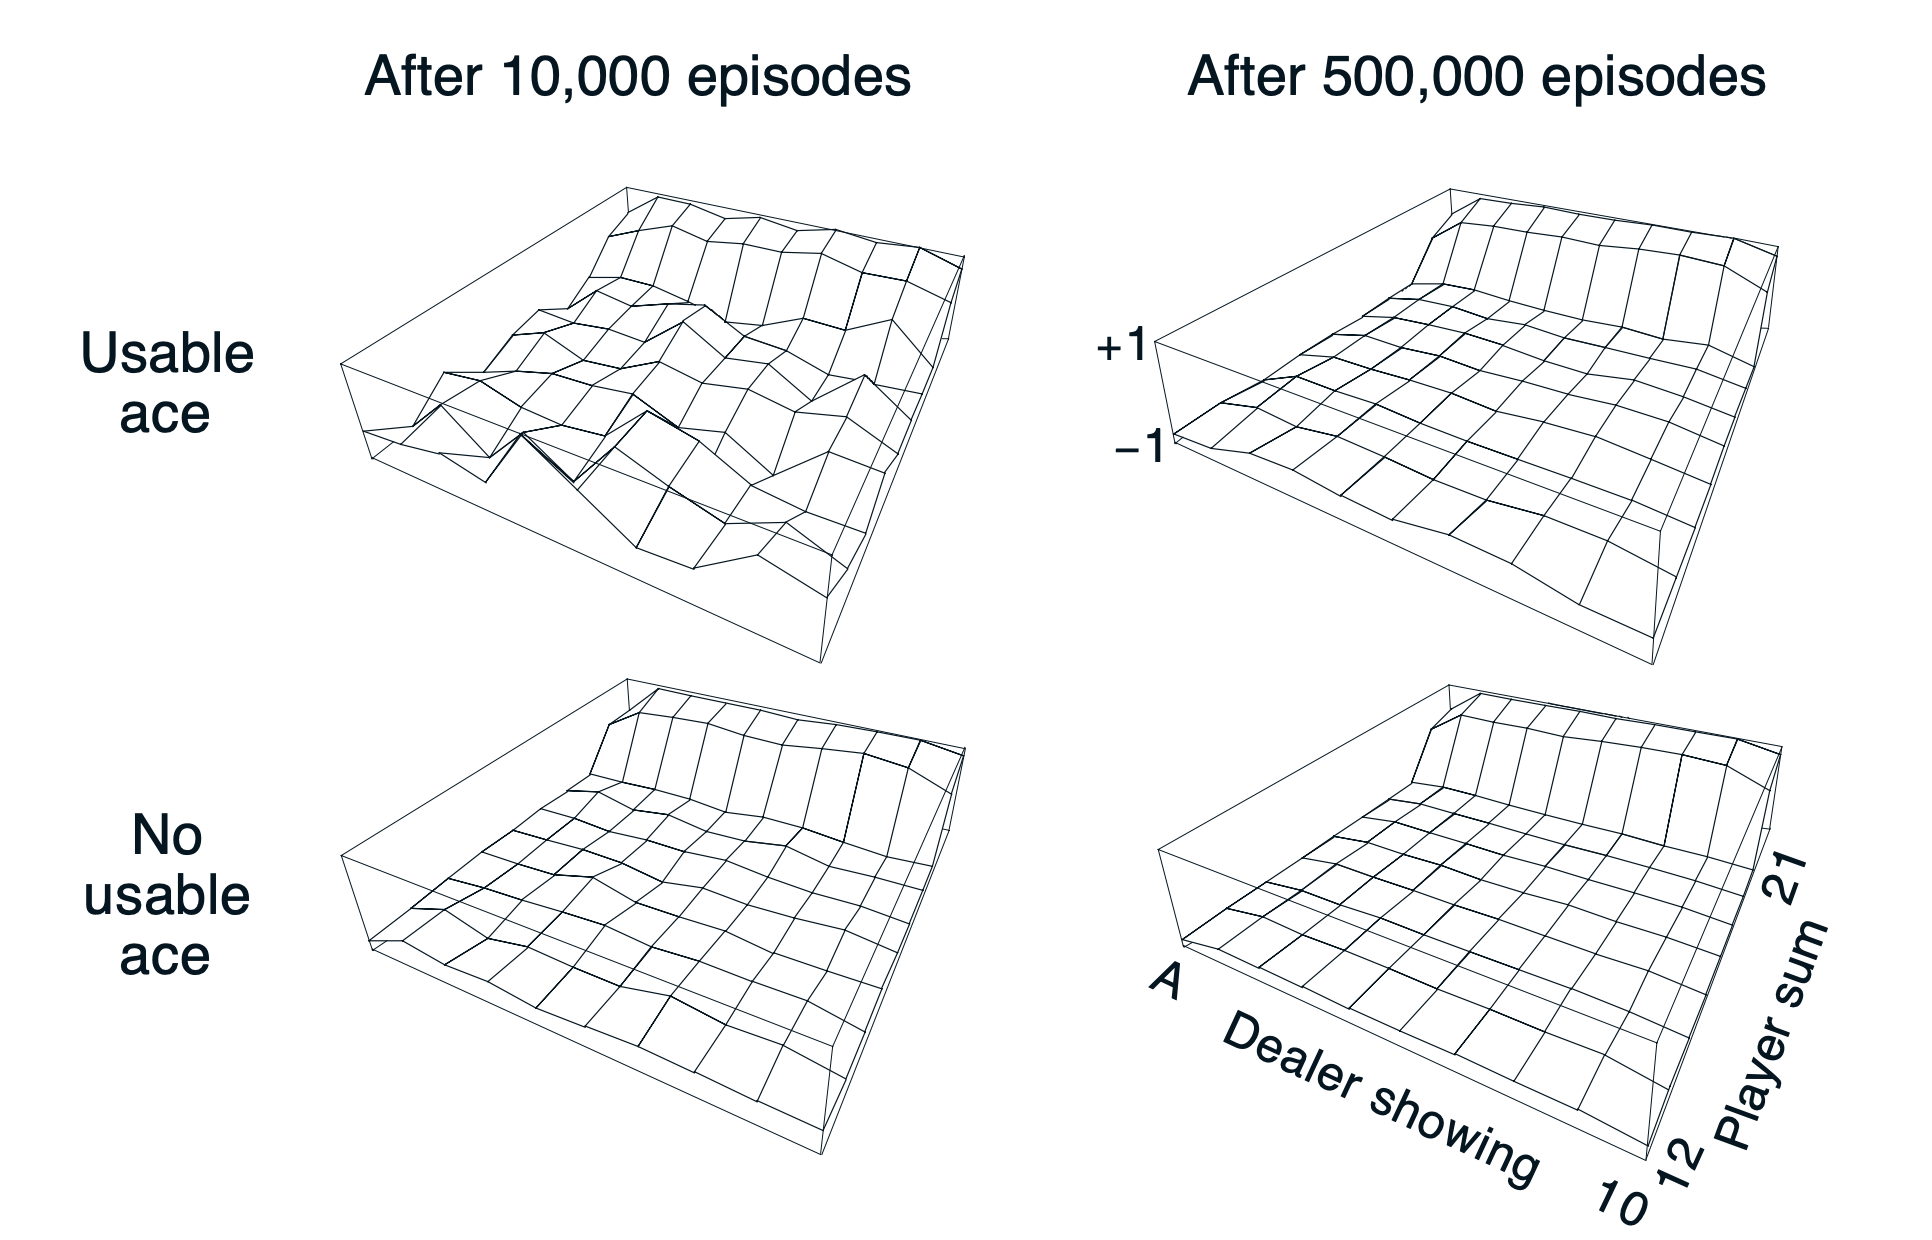 After 10,000 episodes
After 500,000 episodes
Usable
ace
+1
−1
No
usable
ace
A
Dealer showing
10
12
Player sum
21